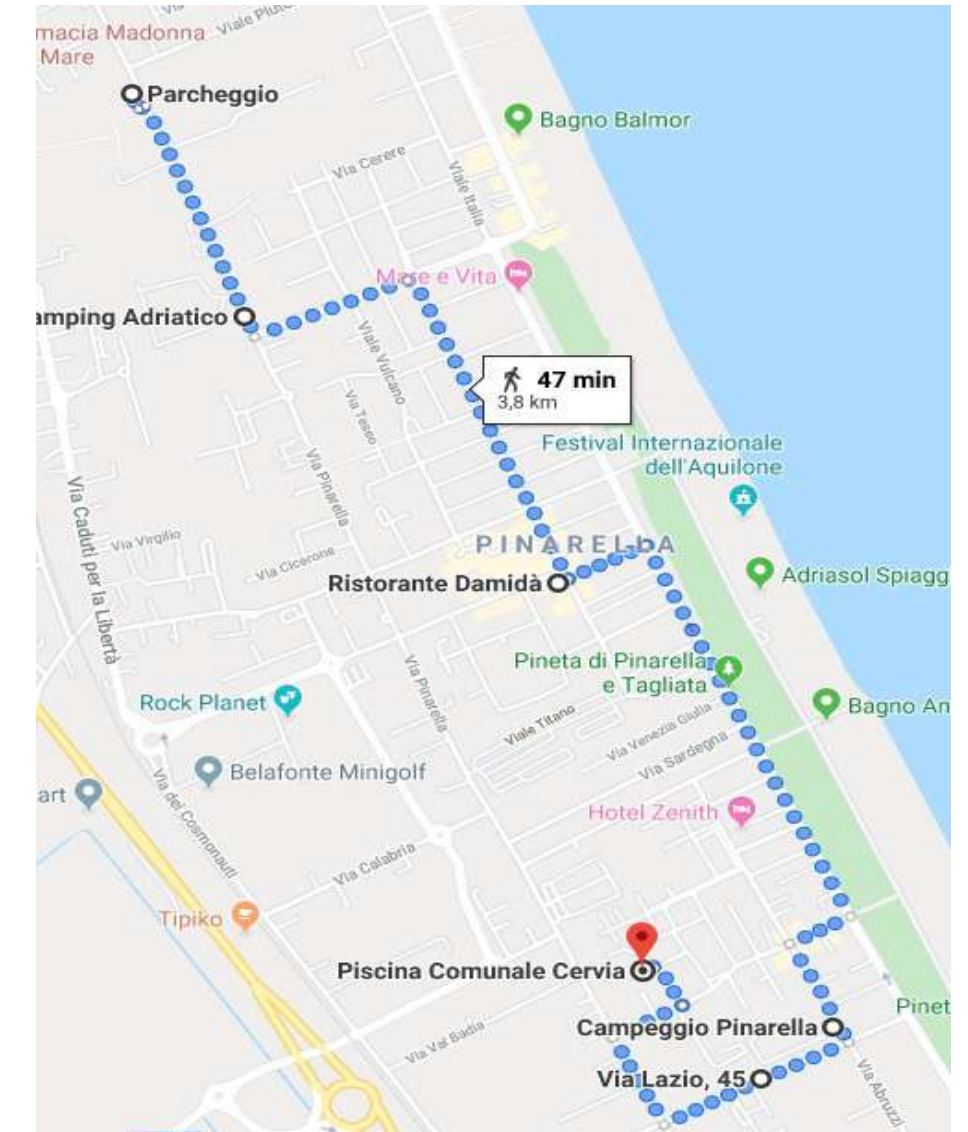 Via
Viale Pluto
macia Madonna
Mare
Parcheggio
Bagno Balmor
Via Cerere
Viale Italia
Mare e Vita
amping Adriatico
Viale Vulcano
47 min
3,8 km
Via Teseo
Festival Internazionale
dell'Aquilone
Via Pinarella
Via Caduti per la Libertà
Via Virgilio
PINARELLA
Via Cicerone
Ristorante Damidà
Adriasol Spiagg
Pineta di Pinarella
e Tagliata
Via Pinarella
Rock Planet
Bagno An
Viale Titano
Via Venezia Giulia
Via Sardegna
Belafonte Minigolf
art
Via dei Cosmonauti
Hotel Zenith
Via Calabria
Tipiko
Piscina Comunale Cervia
Pinet
Campeggio Pinarella
Via Val Badia
Via Lazio, 45
Via Abruzzi